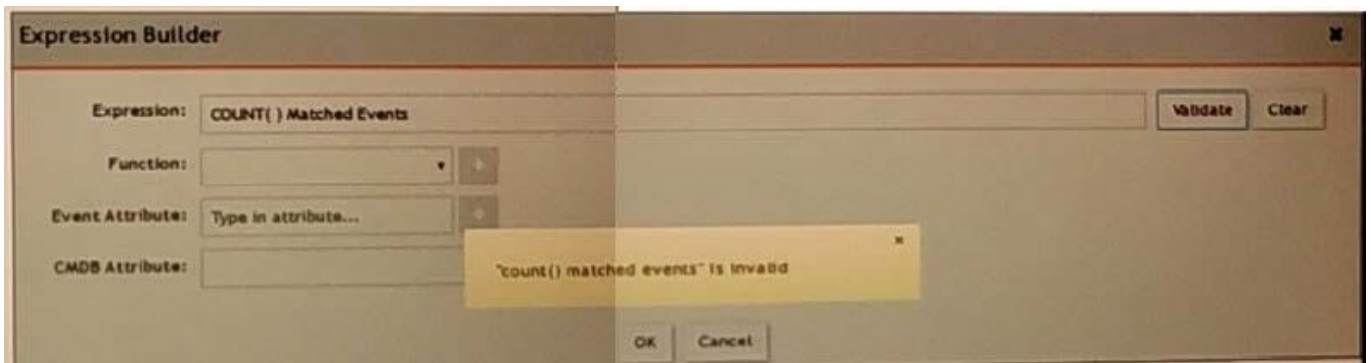 Expression Builder
Expression: COUNT( ) Matched Events Validate Clear
Function:
Event Attribute: Type in attribute...
CMDB Attribute:
"count() matched events" is invalid
OK Cancel